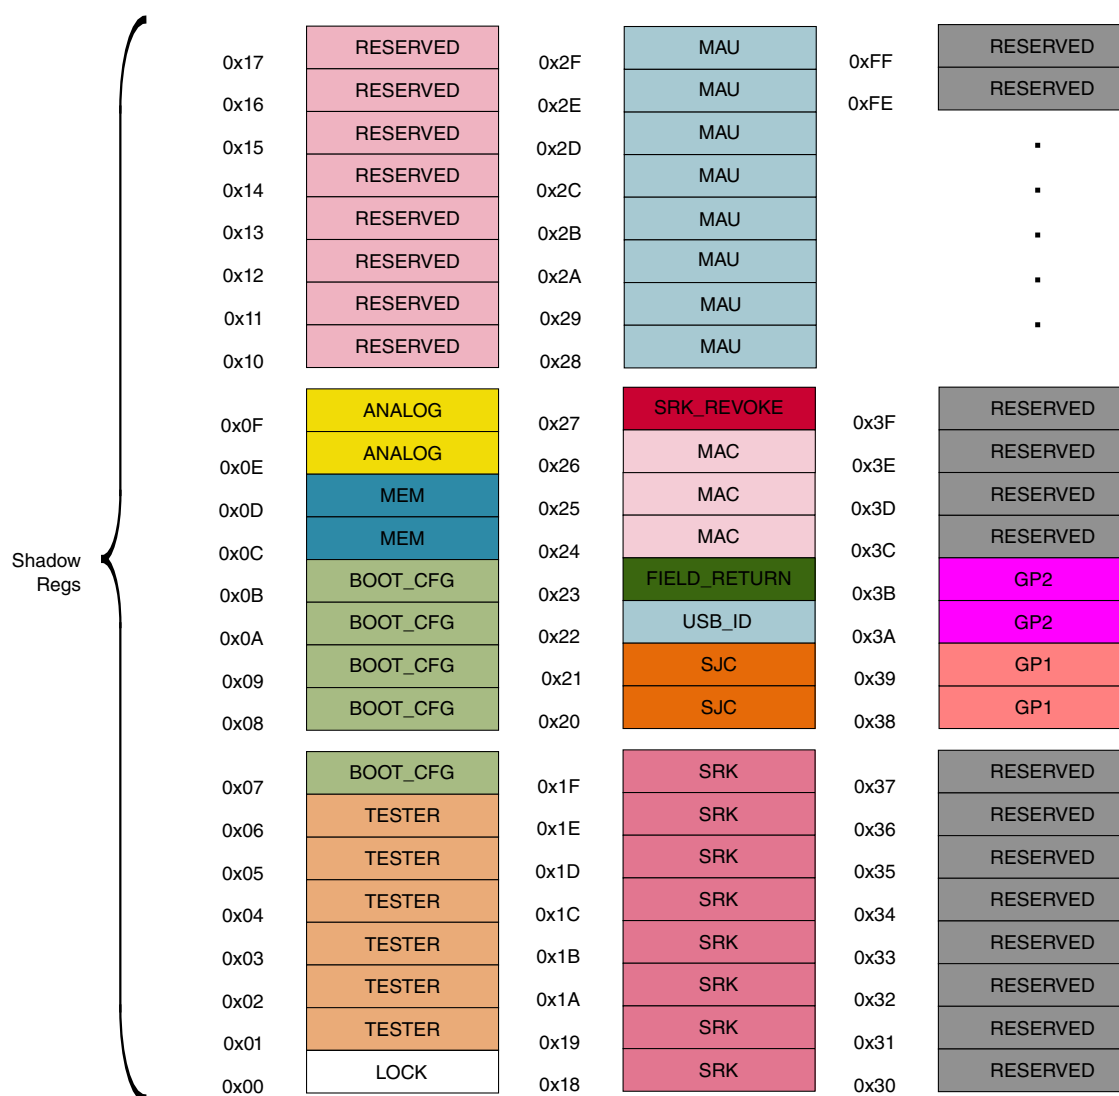 0x17 RESERVED 0x2F MAU 0xFF RESERVED
0x16 RESERVED 0x2E MAU 0xFE RESERVED
0x15 RESERVED 0x2D MAU .
0x14 RESERVED 0x2C MAU .
0x13 RESERVED 0x2B MAU .
0x12 RESERVED 0x2A MAU .
0x11 RESERVED 0x29 MAU .
0x10 RESERVED 0x28 MAU
0x0F ANALOG 0x27 SRK_REVOKE 0x3F RESERVED
0x0E ANALOG 0x26 MAC 0x3E RESERVED
0x0D MEM 0x25 MAC 0x3D RESERVED
0x0C MEM 0x24 MAC 0x3C RESERVED
Shadow
Regs
0x0B BOOT_CFG 0x23 FIELD_RETURN 0x3B GP2
0x0A BOOT_CFG 0x22 USB_ID 0x3A GP2
0x09 BOOT_CFG 0x21 SJC 0x39 GP1
0x08 BOOT_CFG 0x20 SJC 0x38 GP1
0x07 BOOT_CFG 0x1F SRK 0x37 RESERVED
0x06 TESTER 0x1E SRK 0x36 RESERVED
0x05 TESTER 0x1D SRK 0x35 RESERVED
0x04 TESTER 0x1C SRK 0x34 RESERVED
0x03 TESTER 0x1B SRK 0x33 RESERVED
0x02 TESTER 0x1A SRK 0x32 RESERVED
0x01 TESTER 0x19 SRK 0x31 RESERVED
0x00 LOCK 0x18 SRK 0x30 RESERVED